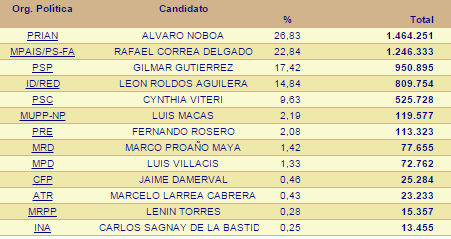 Org. Política Candidato % Total
PRIAN ALVARO NOBOA 26,83 1.464.251
MPAIS/PS-FA RAFAEL CORREA DELGADO 22,84 1.246.333
PSP GILMAR GUTIERREZ 17,42 950.895
ID/RED LEON ROLDOS AGUILERA 14,84 809.754
PSC CYNTHIA VITERI 9,63 525.728
MUPP-NP LUIS MACAS 2,19 119.577
PRE FERNANDO ROSERO 2,08 113.323
MRD MARCO PROAÑO MAYA 1,42 77.655
MPD LUIS VILLACIS 1,33 72.762
CFP JAIME DAMERVAL 0,46 25.284
ATR MARCELO LARREA CABRERA 0,43 23.233
MRPP LENIN TORRES 0,28 15.357
INA CARLOS SAGNAY DE LA BASTID 0,25 13.455